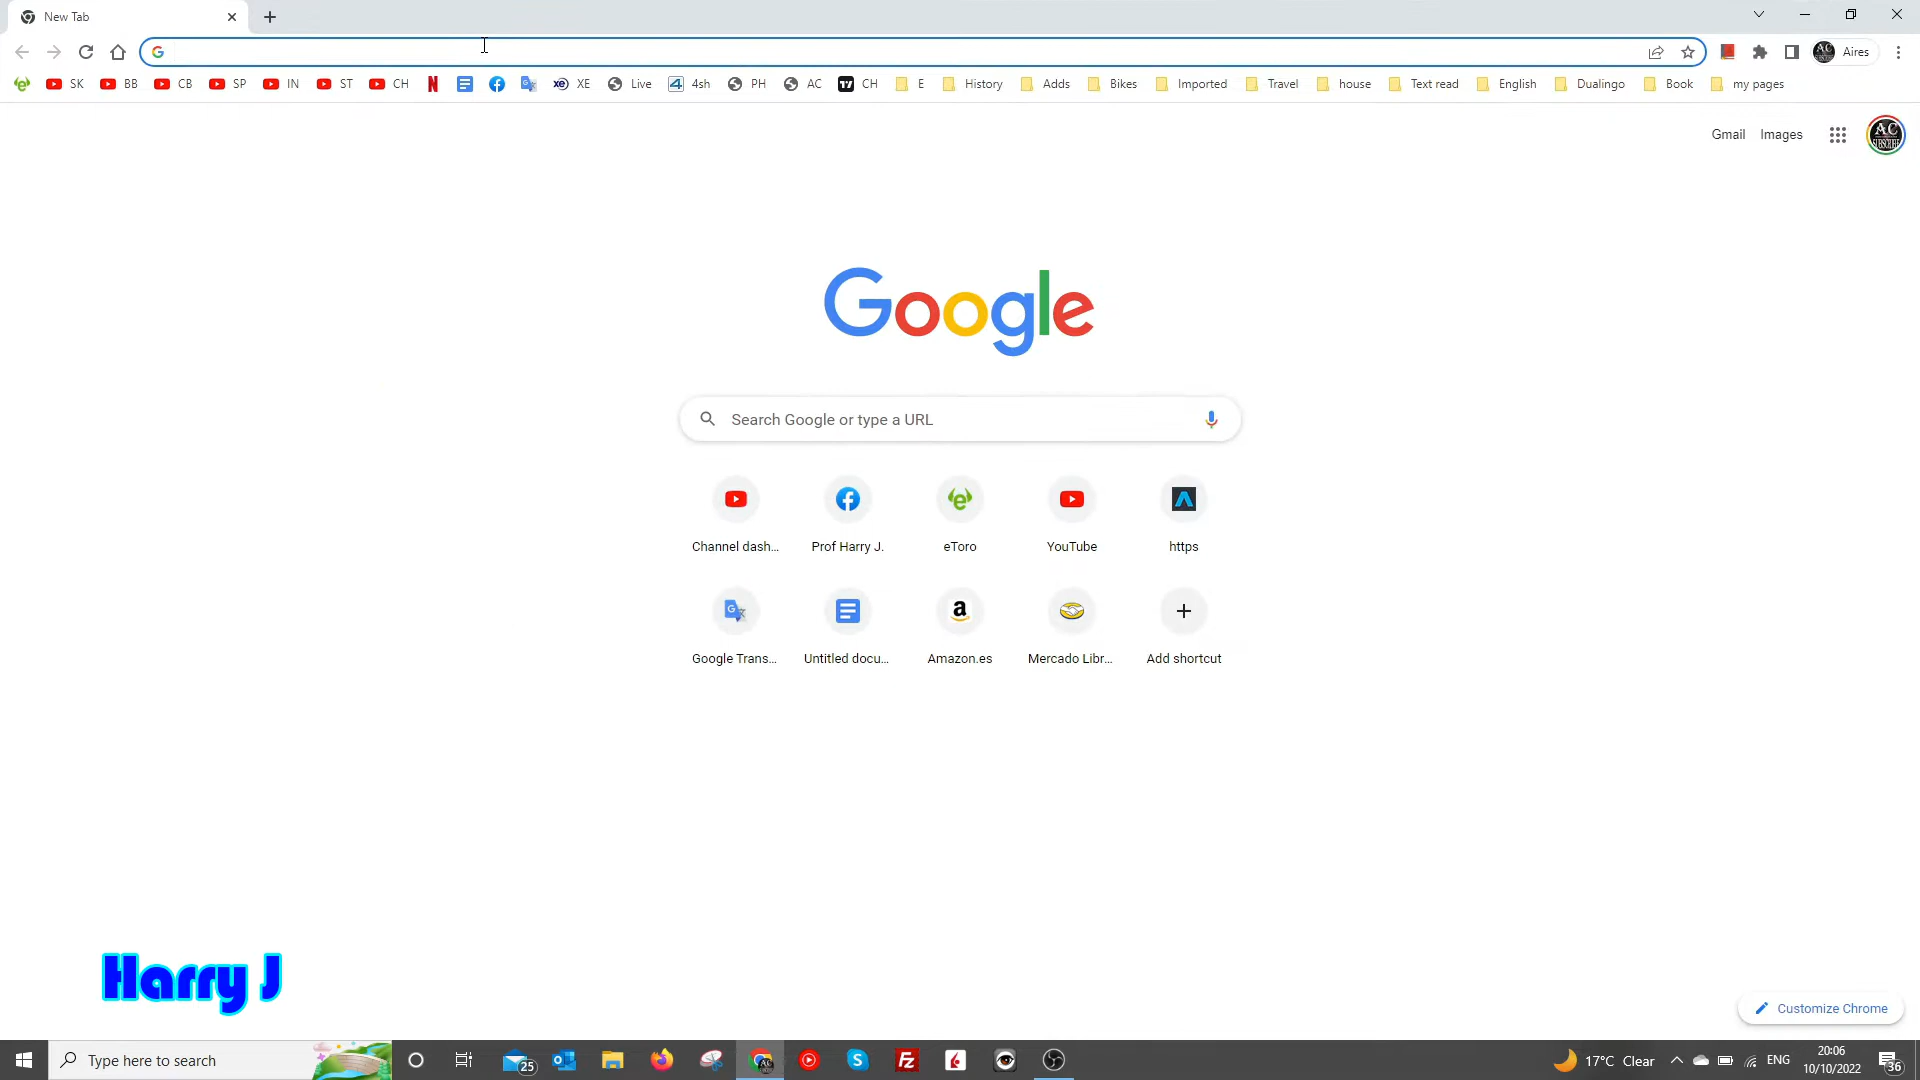 New Tab
Aires
SK BB CB SP IN ST CH N XE Live 4sh PH AC CH E History Adds Bikes Imported Travel house Text read English Dualingo Book my pages
Gmail Images
Google
Search Google or type a URL
Channel dash... Prof Harry J. eToro YouTube https
Google Trans... Untitled docu... Amazon.es Mercado Libr... Add shortcut
Harry J
Customize Chrome
Type here to search
25
17°C Clear
ENG
20:06
10/10/2022
36